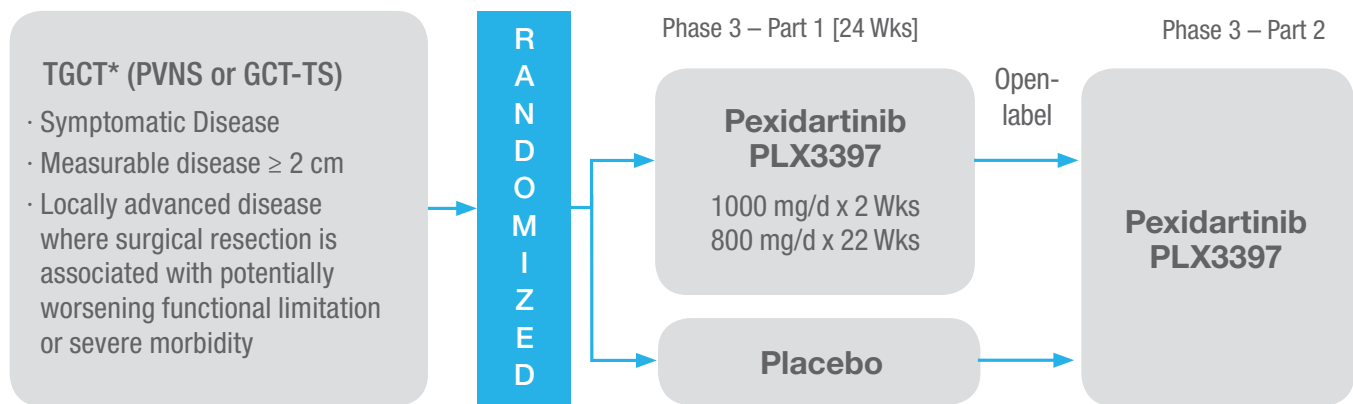 TGCT* (PVNS or GCT-TS)
· Symptomatic Disease
· Measurable disease ≥ 2 cm
· Locally advanced disease
where surgical resection is
associated with potentially
worsening functional limitation
or severe morbidity
RANDOMIZED
Phase 3 – Part 1 [24 Wks]
Pexidartinib
PLX3397
1000 mg/d x 2 Wks
800 mg/d x 22 Wks
Placebo
Open-
label
Phase 3 – Part 2
Pexidartinib
PLX3397